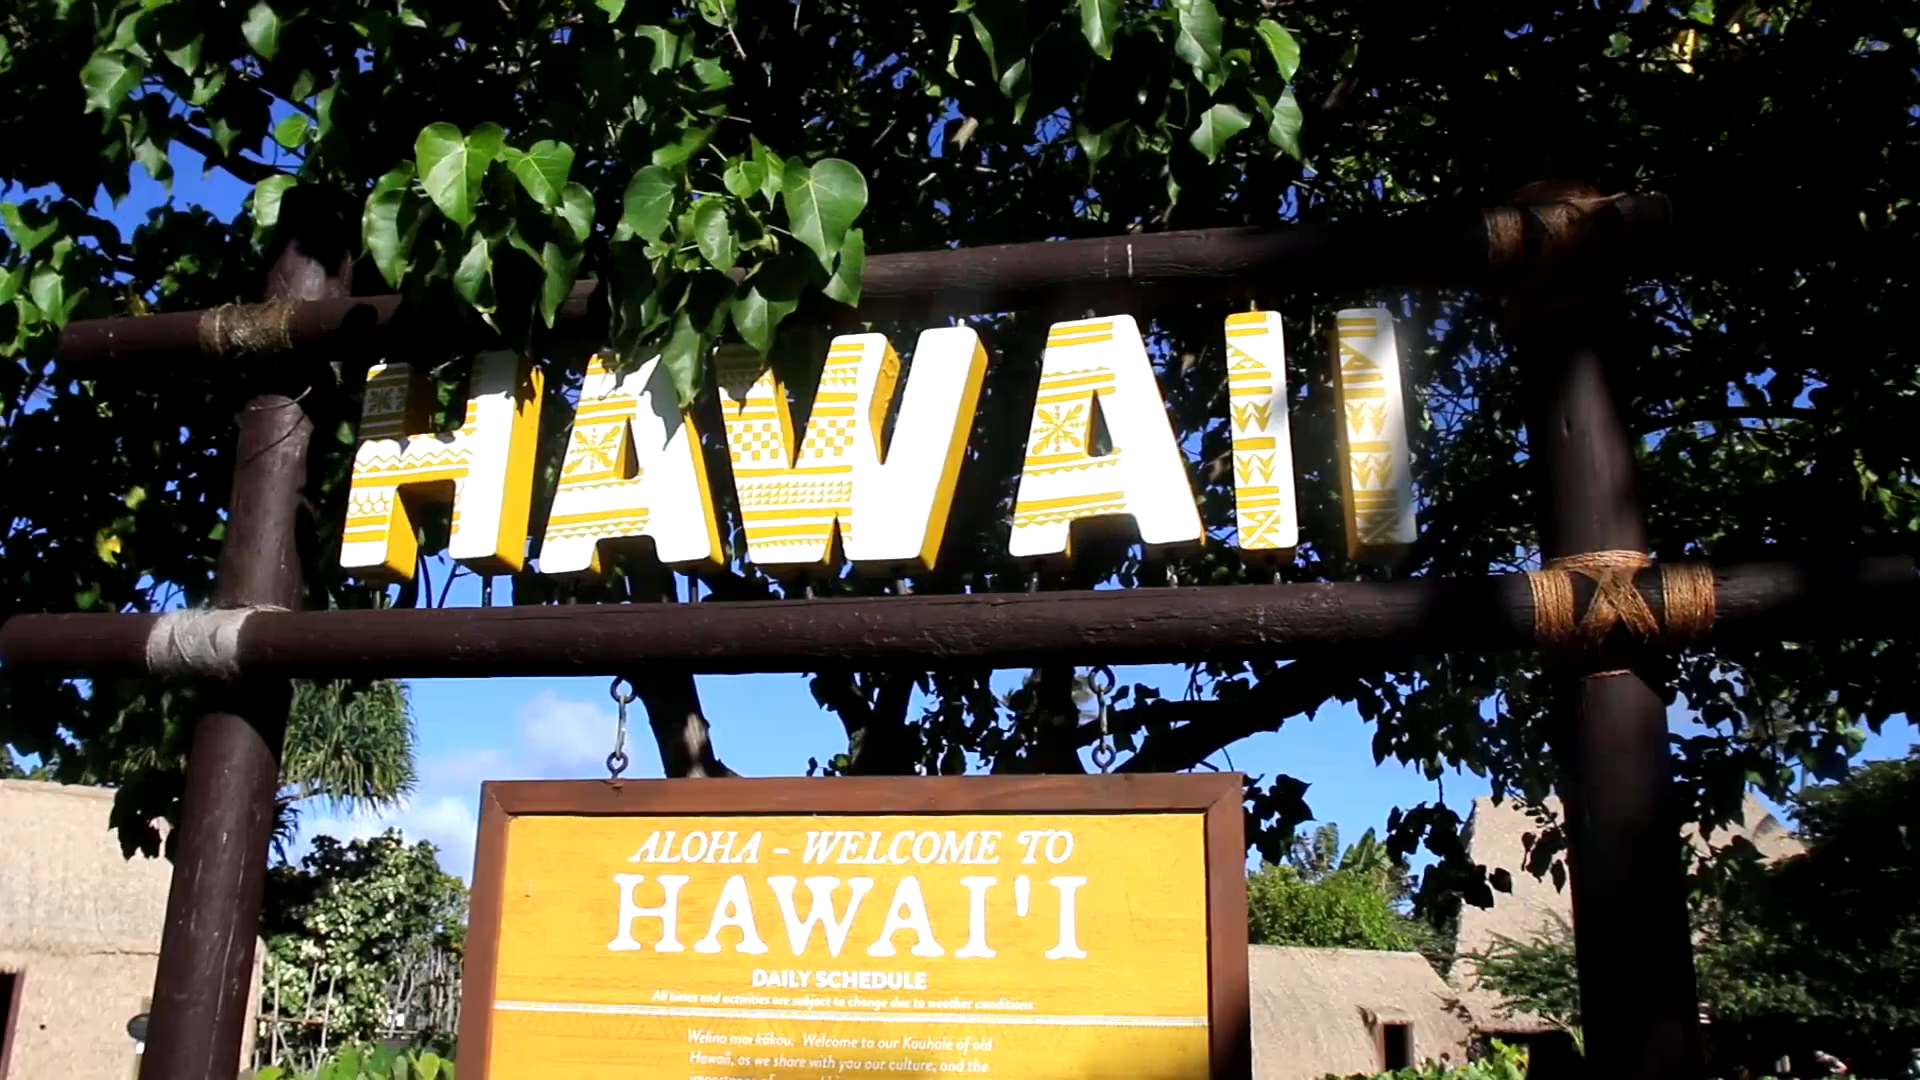 HAWAII
ALOHA - WELCOME TO
HAWAI'I
DAILY SCHEDULE
All times and activities are subject to change due to weather conditions
Welina mai kākou. Welcome to our Kauhale of old
Hawaii, as we share with you our culture, and the
importance of